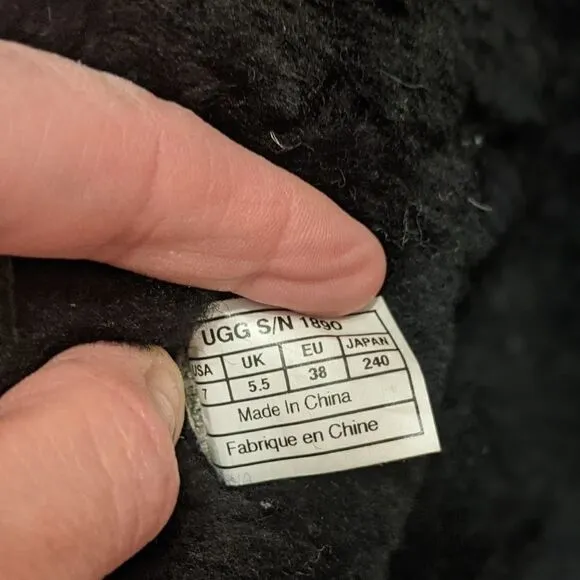 UGG S/N 1890
USA UK EU JAPAN
7 5.5 38 240
Made In China
Fabrique en Chine